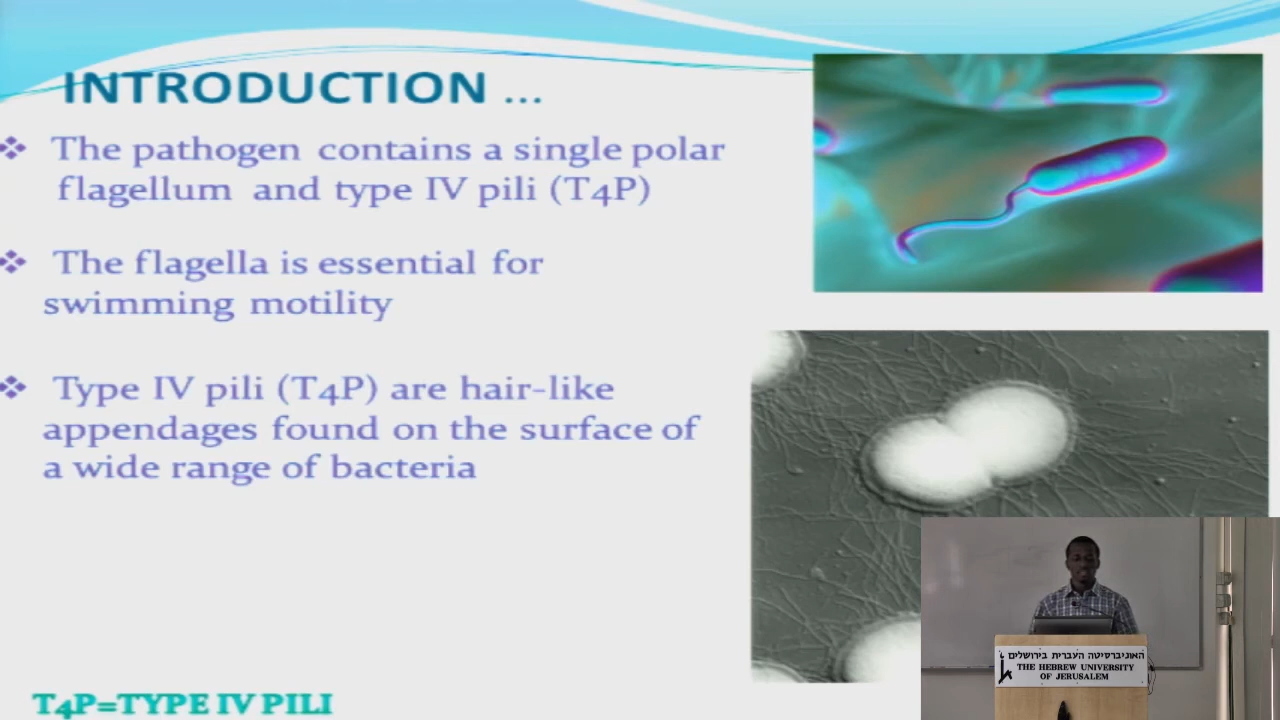 INTRODUCTION ...
The pathogen contains a single polar
flagellum and type IV pili (T4P)
The flagella is essential for
swimming motility
Type IV pili (T4P) are hair-like
appendages found on the surface of
a wide range of bacteria
T4P=TYPE IV PILI
האוניברסיטה העברית בירושלים
THE HEBREW UNIVERSITY
OF JERUSALEM